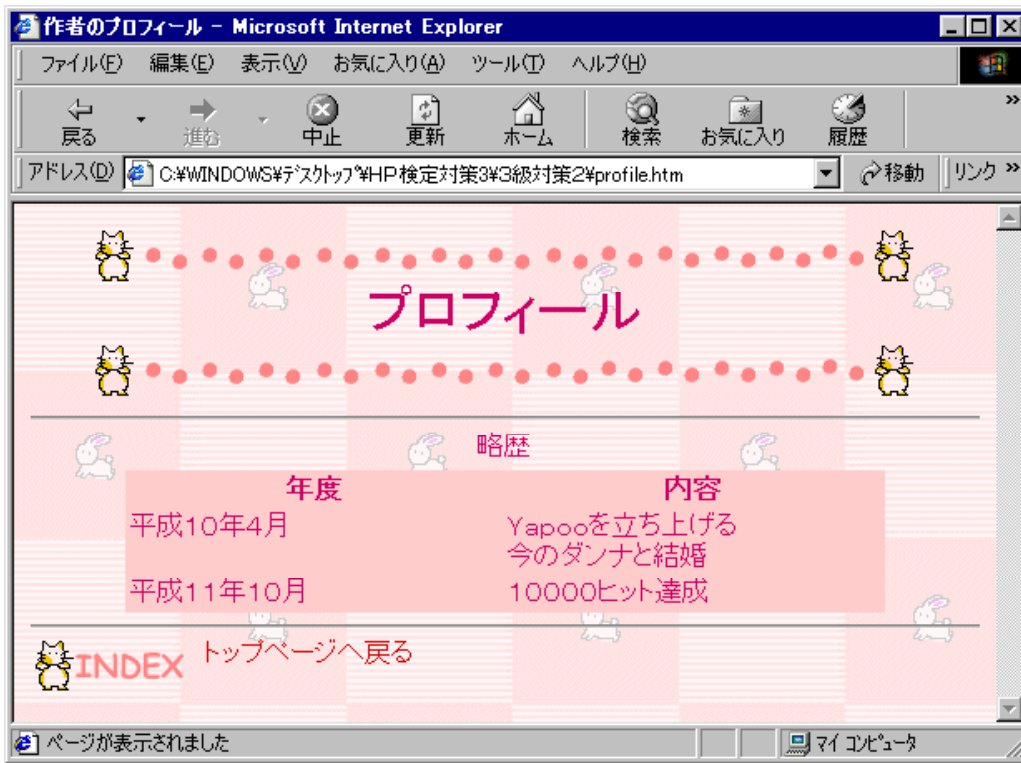 作者のプロフィール - Microsoft Internet Explorer
ファイル(F) 編集(E) 表示(V) お気に入り(A) ツール(T) ヘルプ(H)
戻る 進む 中止 更新 ホーム 検索 お気に入り 履歴 »
アドレス(D) C:¥WINDOWS¥ﾃﾞｽｸﾄｯﾌﾟ¥HP検定対策3¥3級対策2¥profile.htm 移動 リンク »
プロフィール
略歴
年度 内容
平成10年4月 Yapooを立ち上げる
今のダンナと結婚
平成11年10月 10000ヒット達成
INDEX トップページへ戻る
ページが表示されました マイ コンピュータ